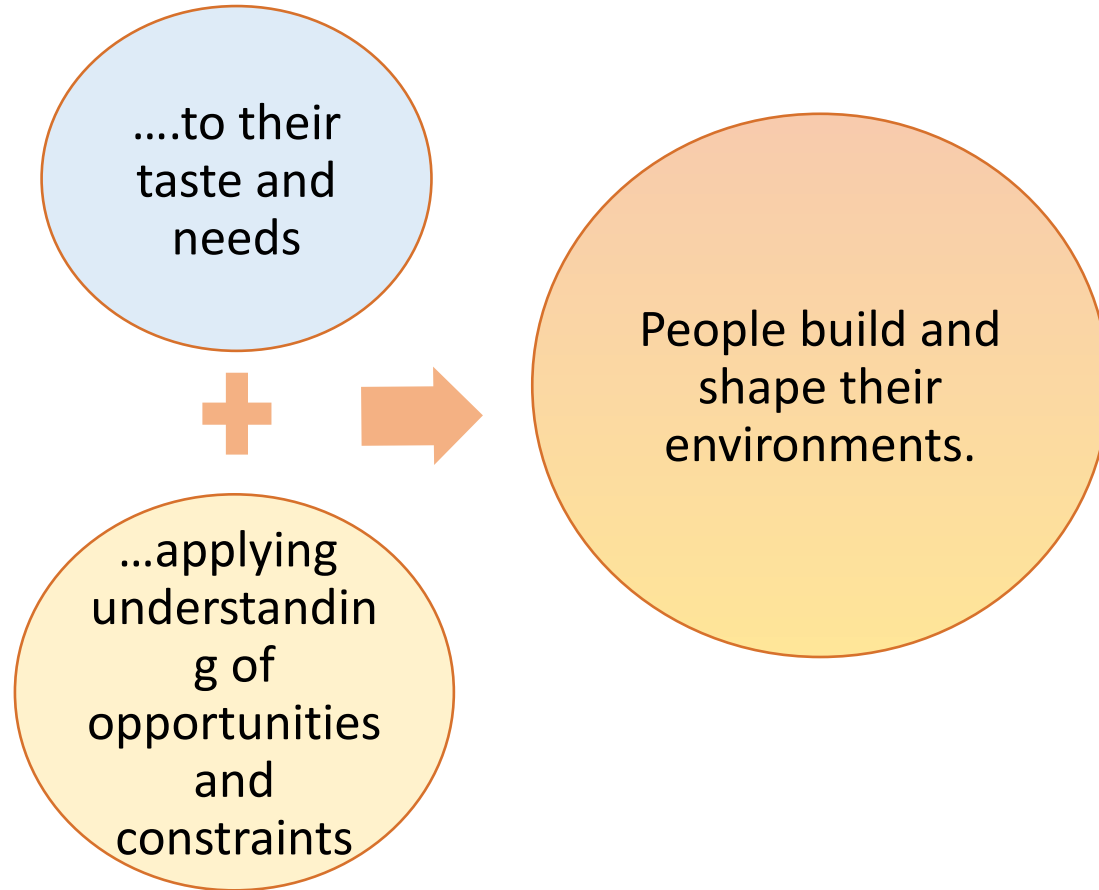 ....to their
taste and
needs
...applying
understandin
g of
opportunities
and
constraints
People build and
shape their
environments.